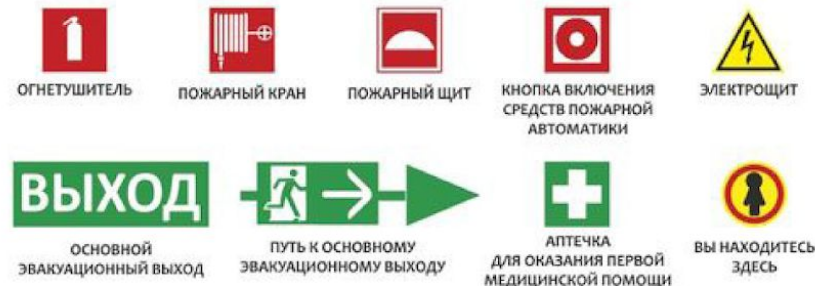 ОГНЕТУШИТЕЛЬ
ПОЖАРНЫЙ КРАН
ПОЖАРНЫЙ ЩИТ
КНОПКА ВКЛЮЧЕНИЯ
СРЕДСТВ ПОЖАРНОЙ
АВТОМАТИКИ
ЭЛЕКТРОЩИТ
ВЫХОД
ОСНОВНОЙ
ЭВАКУАЦИОННЫЙ ВЫХОД
ПУТЬ К ОСНОВНОМУ
ЭВАКУАЦИОННОМУ ВЫХОДУ
АПТЕЧКА
ДЛЯ ОКАЗАНИЯ ПЕРВОЙ
МЕДИЦИНСКОЙ ПОМОЩИ
ВЫ НАХОДИТЕСЬ
ЗДЕСЬ